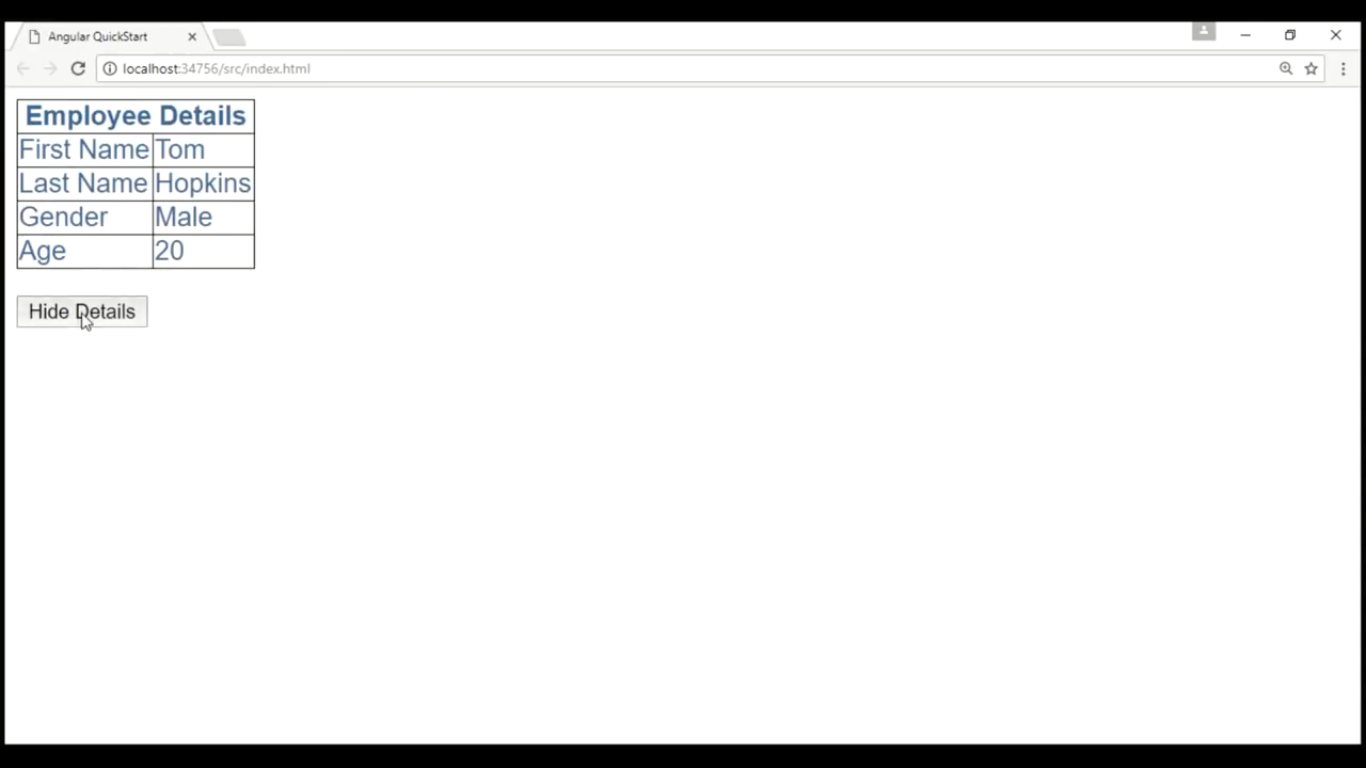 Angular QuickStart
localhost:34756/src/index.html
Employee Details
First Name Tom
Last Name Hopkins
Gender Male
Age 20
Hide Details